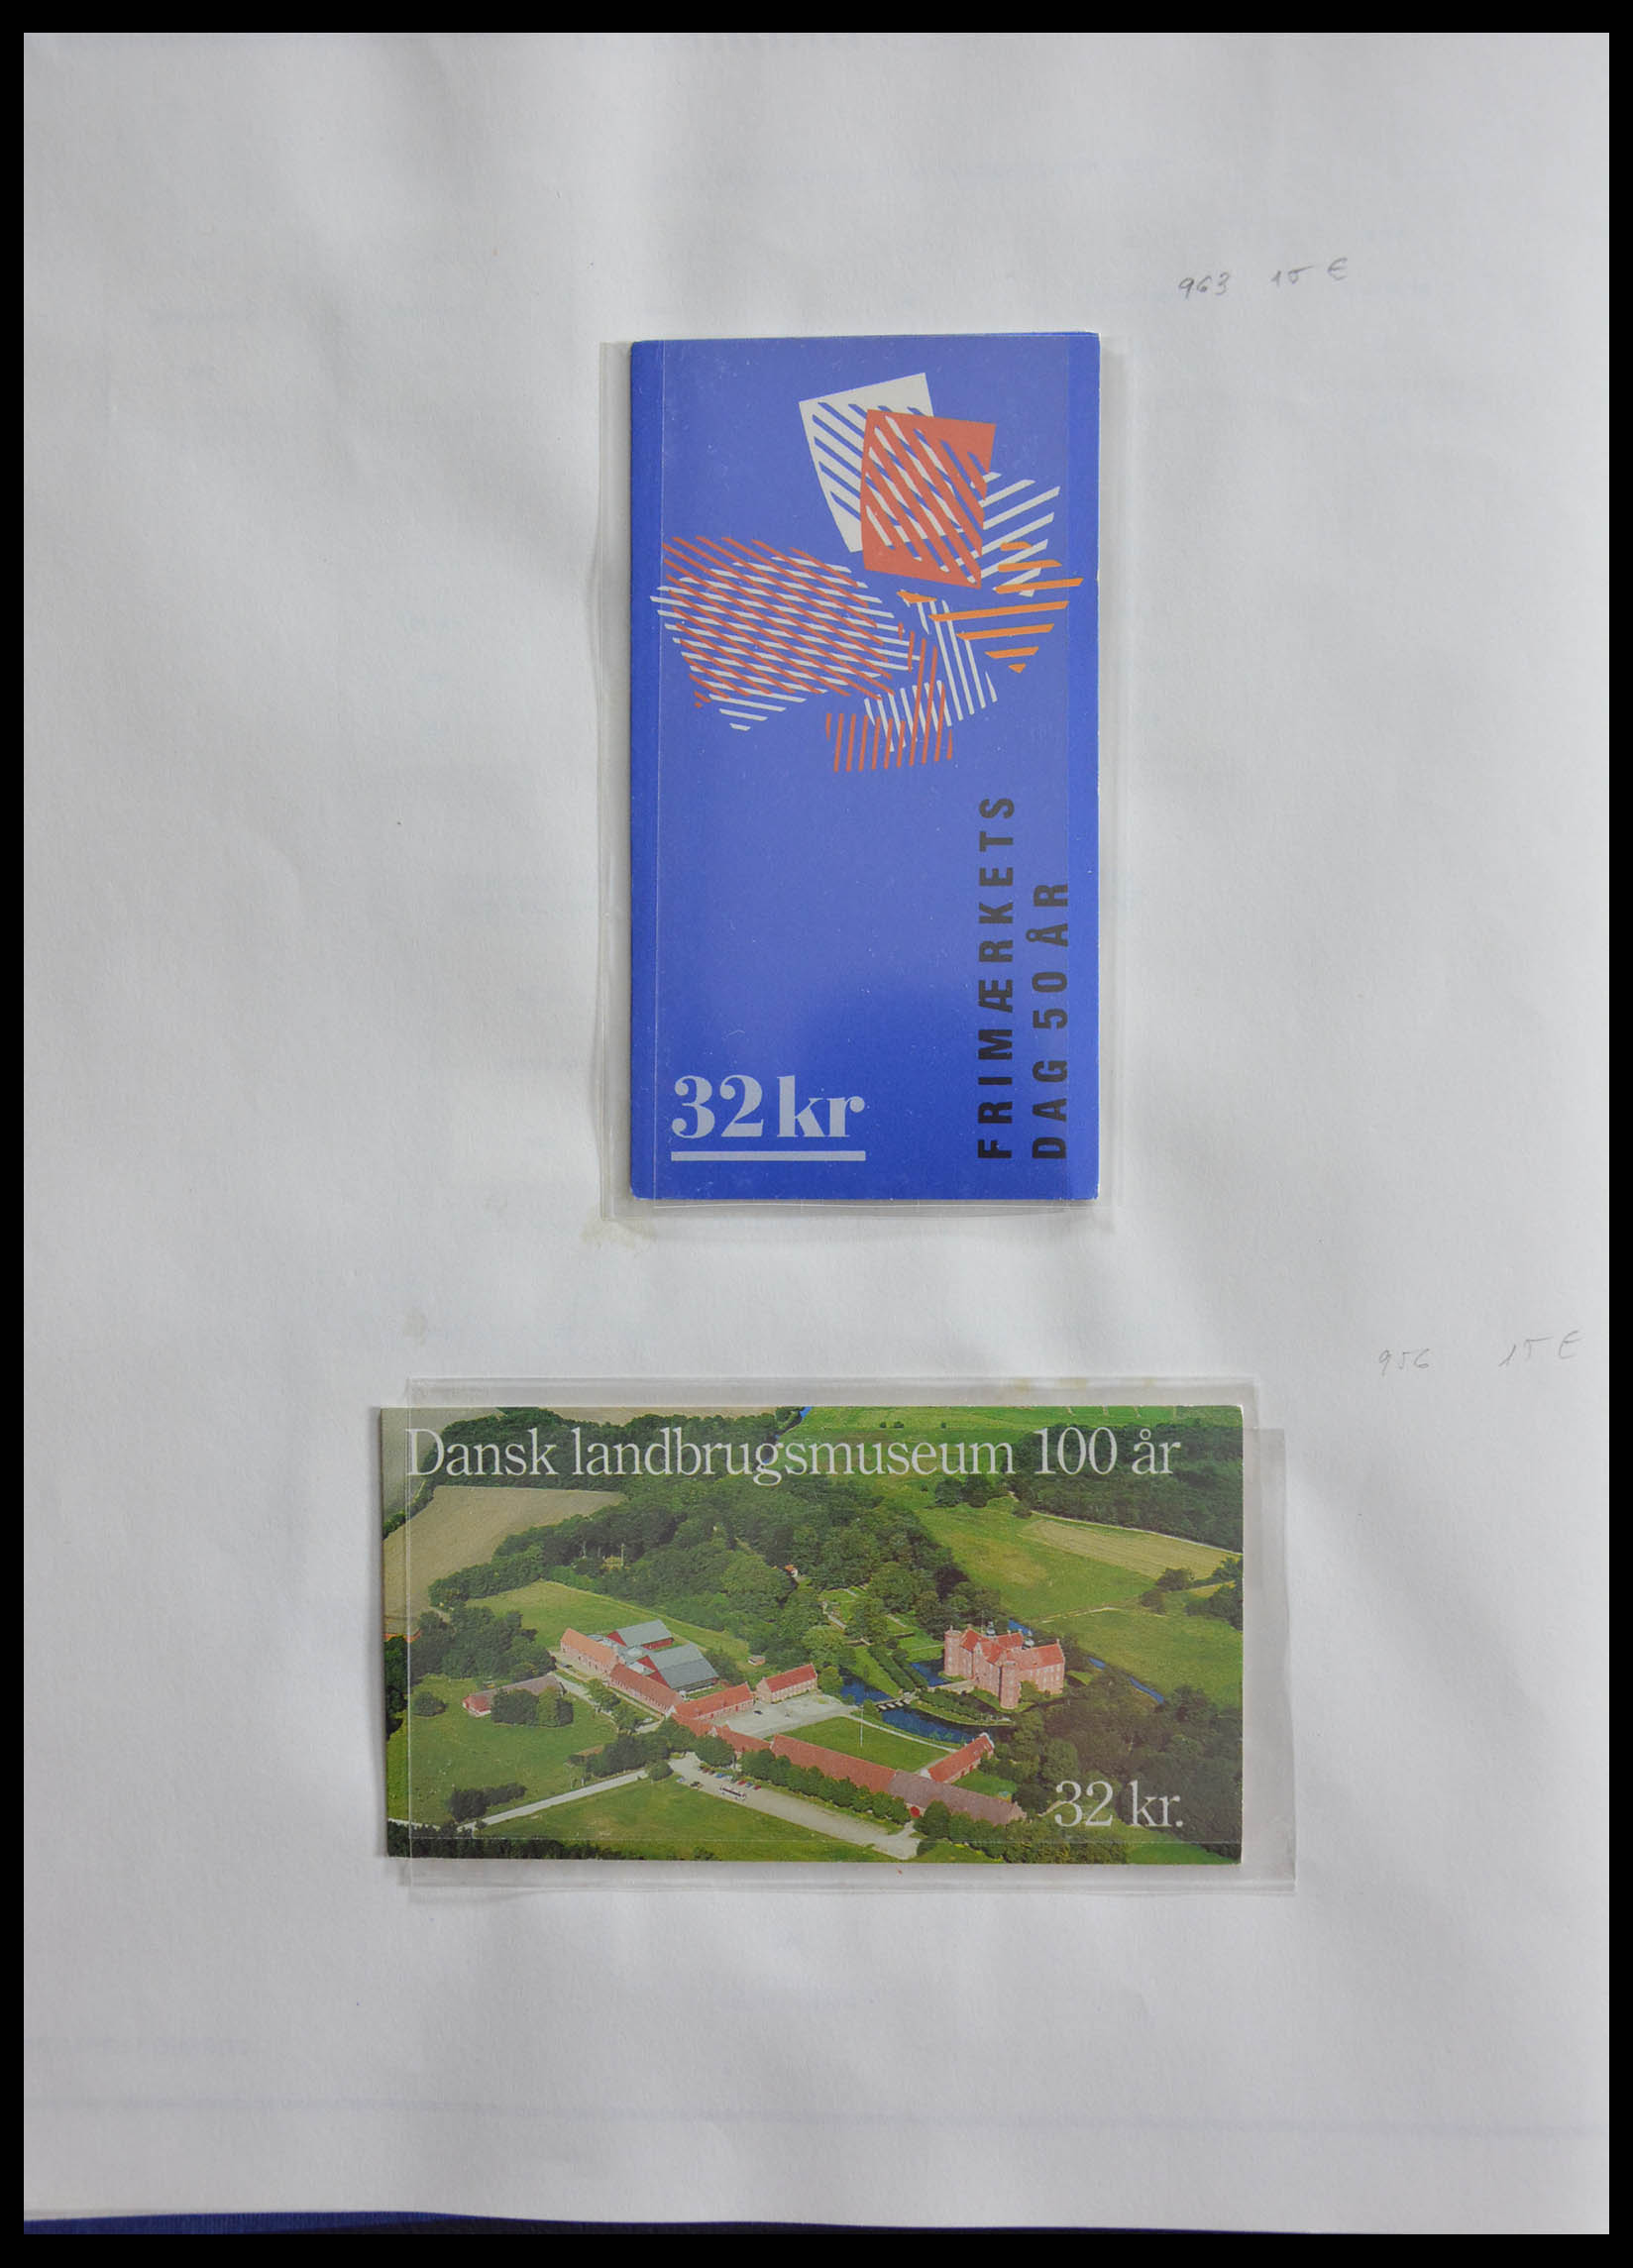 963 15 €
FRIMÆRKETS
DAG 50 ÅR
32 kr
956 15 €
Dansk landbrugsmuseum 100 år
32 kr.